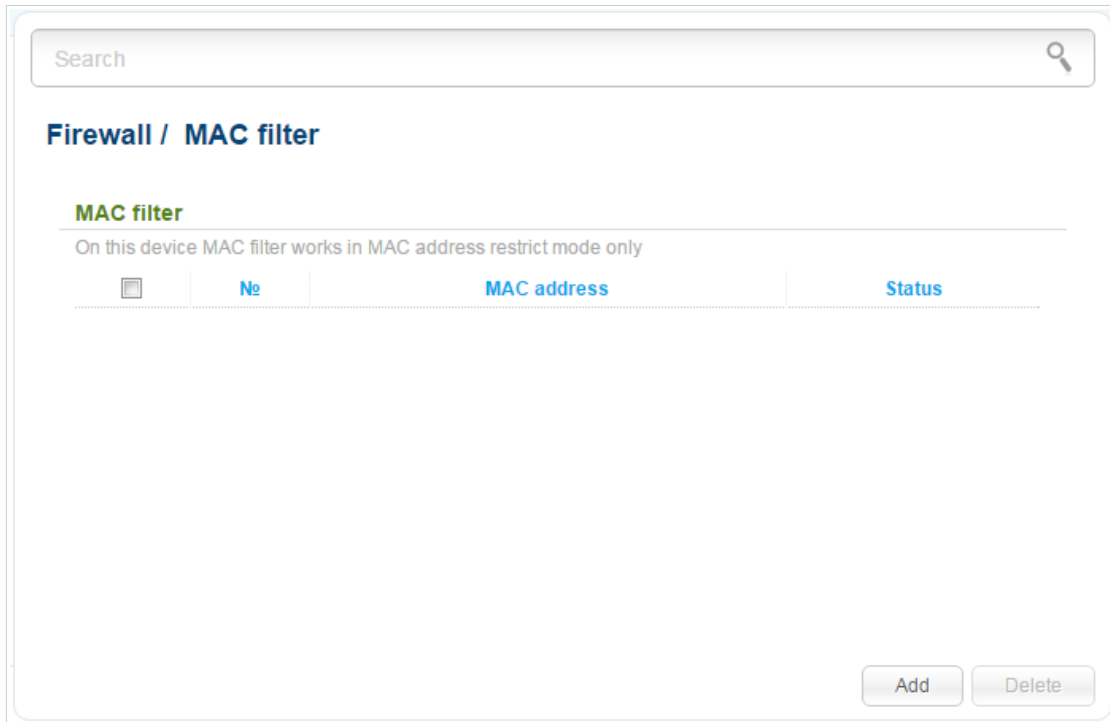 Search
Firewall / MAC filter
MAC filter
On this device MAC filter works in MAC address restrict mode only
№ MAC address Status
Add Delete